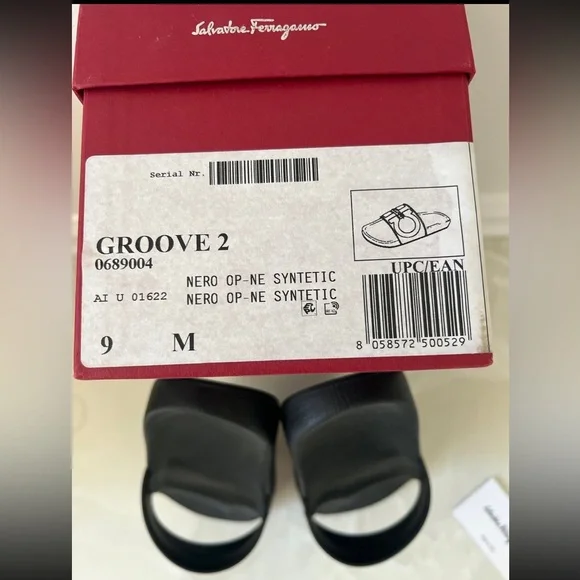 Salvatore Ferragamo
Serial Nr.
GROOVE 2
0689004
UPC/EAN
NERO OP-NE SYNTETIC
AI U 01622 NERO OP-NE SYNTETIC
9 M
8 058572 500529